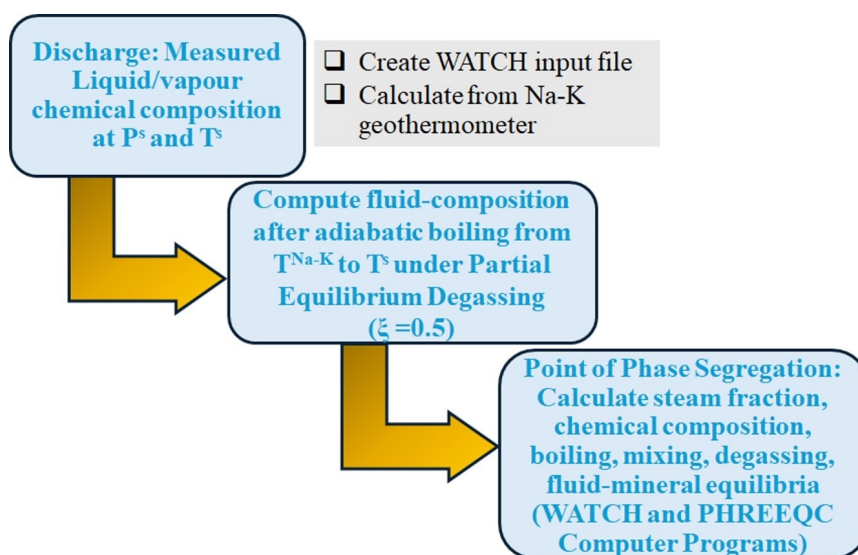 Discharge: Measured
Liquid/vapour
chemical composition
at Pˢ and Tˢ
❑ Create WATCH input file
❑ Calculate from Na-K
geothermometer
Compute fluid-composition
after adiabatic boiling from
Tᴺᵃ⁻ᴷ to Tˢ under Partial
Equilibrium Degassing
(ξ =0.5)
Point of Phase Segregation:
Calculate steam fraction,
chemical composition,
boiling, mixing, degassing,
fluid-mineral equilibria
(WATCH and PHREEQC
Computer Programs)